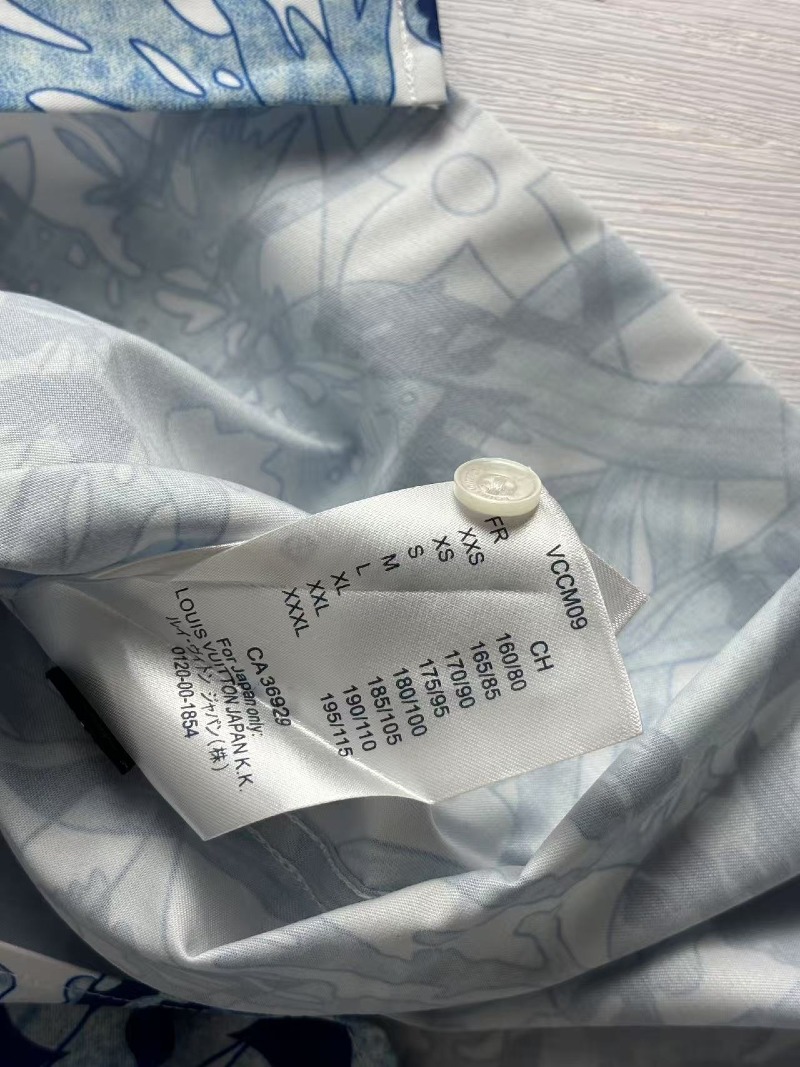 VCCM09
FR CH
XXS 160/80
XS 165/85
S 170/90
M 175/95
L 180/100
XL 185/105
XXL 190/110
XXXL 195/115
CA 36929
For Japan only:
LOUIS VUITTON JAPAN K.K.
ルイ・ヴィトン ジャパン(株)
0120-00-1854